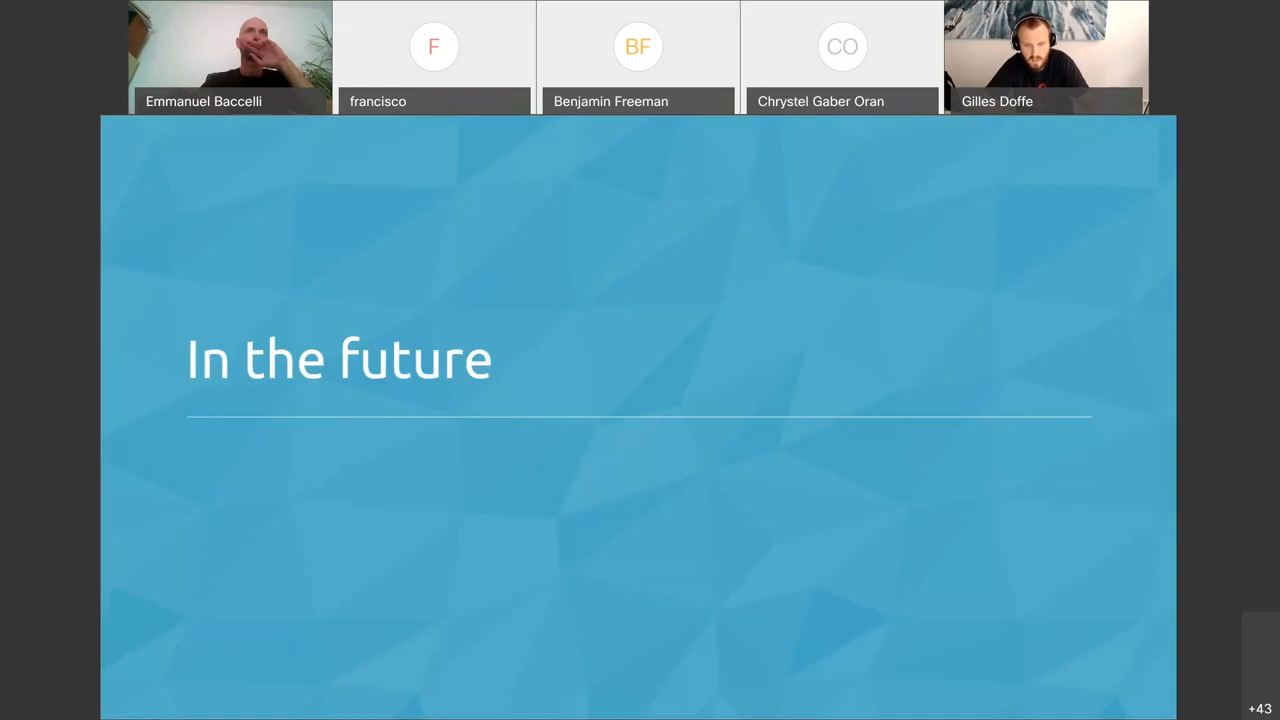 F
BF
CO
Emmanuel Baccelli
francisco
Benjamin Freeman
Chrystel Gaber Oran
Gilles Doffe
In the future
+43